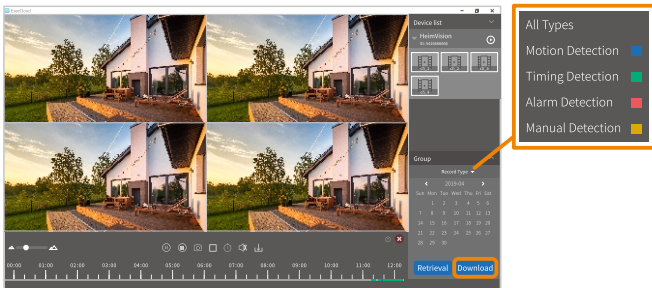 EseeCloud
Device list
HeimVision
Group
Record Type
2019-04
Sun Mon Tue Wed Thu Fri Sat
1 2 3 4 5 6
7 8 9 10 11 12 13
14 15 16 17 18 19 20
21 22 23 24 25 26 27
28 29 30
Retrieval Download
00:00 01:00 02:00 03:00 04:00 05:00 06:00 07:00 08:00 09:00 10:00 11:00 12:00
All Types
Motion Detection
Timing Detection
Alarm Detection
Manual Detection